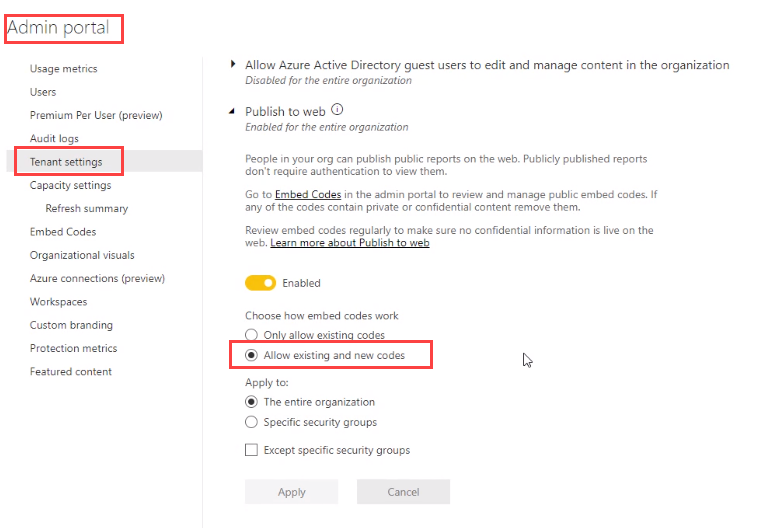 Admin portal
Usage metrics
Users
Premium Per User (preview)
Audit logs
Tenant settings
Capacity settings
Refresh summary
Embed Codes
Organizational visuals
Azure connections (preview)
Workspaces
Custom branding
Protection metrics
Featured content
Allow Azure Active Directory guest users to edit and manage content in the organization
Disabled for the entire organization
Publish to web
Enabled for the entire organization
People in your org can publish public reports on the web. Publicly published reports
don't require authentication to view them.
Go to Embed Codes in the admin portal to review and manage public embed codes. If
any of the codes contain private or confidential content remove them.
Review embed codes regularly to make sure no confidential information is live on the
web. Learn more about Publish to web
Enabled
Choose how embed codes work
Only allow existing codes
Allow existing and new codes
Apply to:
The entire organization
Specific security groups
Except specific security groups
Apply
Cancel